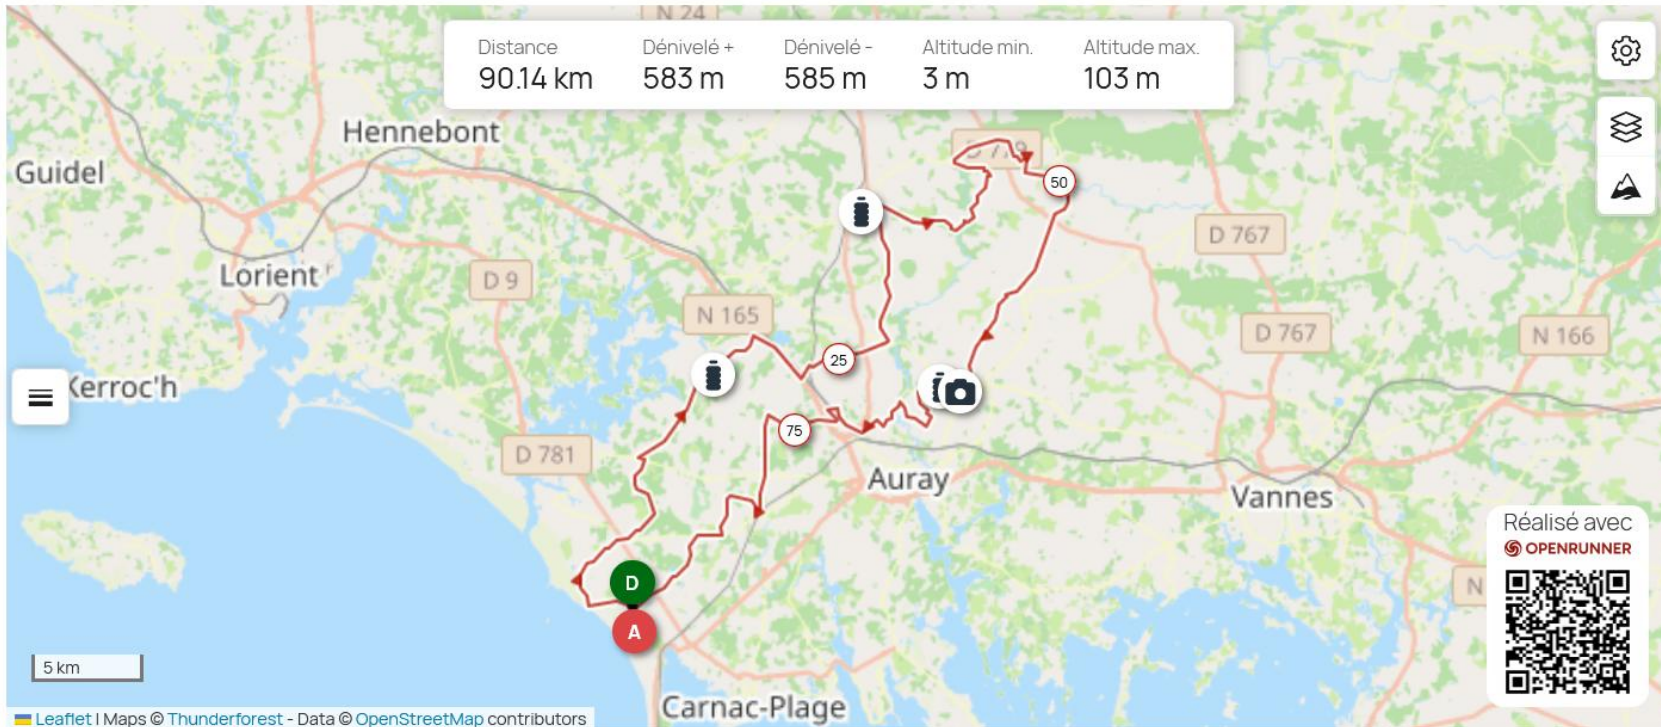 N 24
Distance
90.14 km
Dénivelé +
583 m
Dénivelé -
585 m
Altitude min.
3 m
Altitude max.
103 m
Hennebont
Guidel
50
D 767
Lorient
D 9
N 165
25
D 767
N 166
Kerroc'h
75
D 781
Auray
Vannes
Réalisé avec
OPENRUNNER
D
N
A
5 km
Carnac-Plage
Leaflet | Maps © Thunderforest - Data © OpenStreetMap contributors